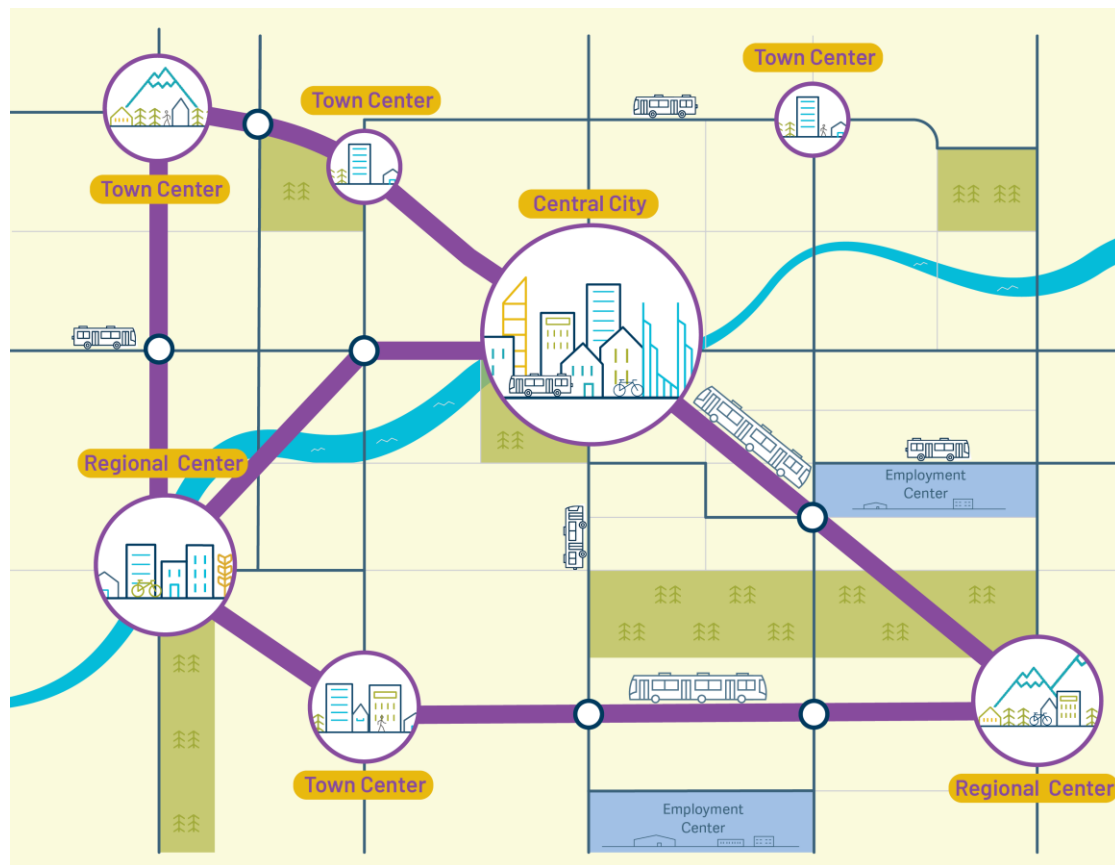 Town Center
Town Center
Town Center
Central City
Regional Center
Employment
Center
Town Center
Regional Center
Employment
Center